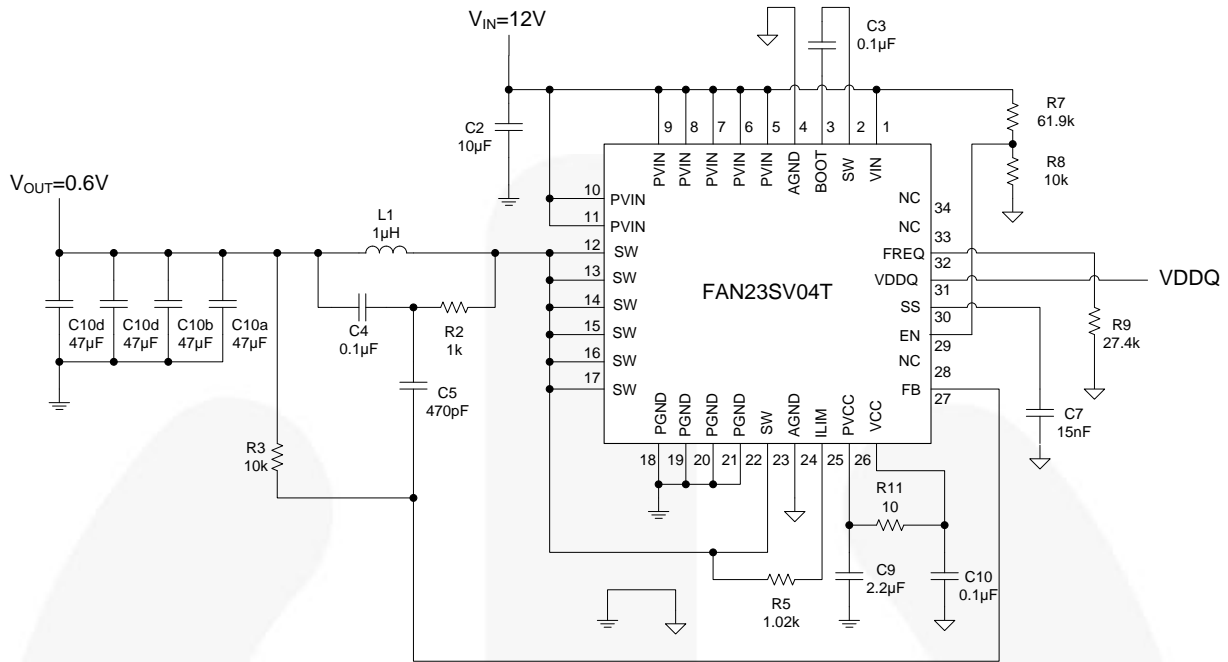 V_IN=12V
C3
0.1µF
R7
61.9k
C2
10µF
9 8 7 6 5 4 3 2 1
PVIN PVIN PVIN PVIN PVIN AGND BOOT SW VIN
R8
10k
V_OUT=0.6V
10 PVIN
11 PVIN
12 SW
13 SW
14 SW
15 SW
16 SW
17 SW
L1
1µH
NC 34
NC 33
FREQ 32
VDDQ 31
SS 30
EN 29
NC 28
FB 27
FAN23SV04T
VDDQ
C10d
47µF
C10d
47µF
C10b
47µF
C10a
47µF
C4
0.1µF
R2
1k
R9
27.4k
C5
470pF
C7
15nF
R3
10k
PGND PGND PGND PGND SW AGND ILIM PVCC VCC
18 19 20 21 22 23 24 25 26
R11
10
C9
2.2µF
C10
0.1µF
R5
1.02k